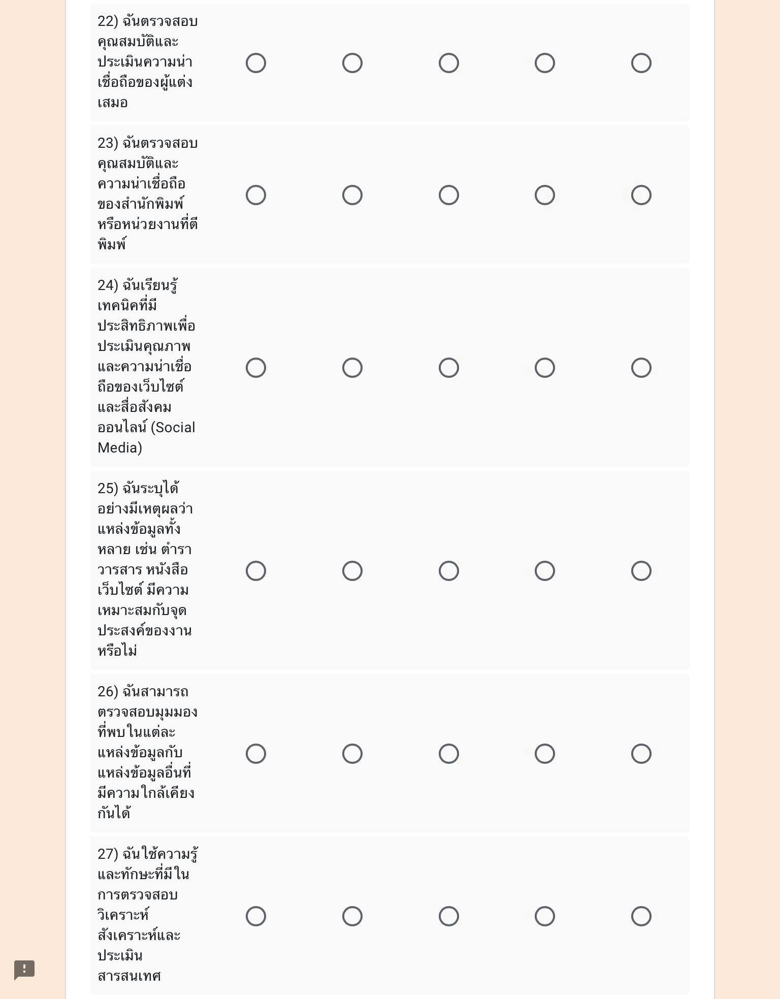 22) ฉันตรวจสอบ
คุณสมบัติและ
ประเมินความน่า
เชื่อถือของผู้แต่ง
เสมอ
23) ฉันตรวจสอบ
คุณสมบัติและ
ความน่าเชื่อถือ
ของสำนักพิมพ์
หรือหน่วยงานที่ตี
พิมพ์
24) ฉันเรียนรู้
เทคนิคที่มี
ประสิทธิภาพเพื่อ
ประเมินคุณภาพ
และความน่าเชื่อ
ถือของเว็บไซต์
และสื่อสังคม
ออนไลน์ (Social
Media)
25) ฉันระบุได้
อย่างมีเหตุผลว่า
แหล่งข้อมูลทั้ง
หลาย เช่น ตำรา
วารสาร หนังสือ
เว็บไซต์ มีความ
เหมาะสมกับจุด
ประสงค์ของงาน
หรือไม่
26) ฉันสามารถ
ตรวจสอบมุมมอง
ที่พบในแต่ละ
แหล่งข้อมูลกับ
แหล่งข้อมูลอื่นที่
มีความใกล้เคียง
กันได้
27) ฉันใช้ความรู้
และทักษะที่มีใน
การตรวจสอบ
วิเคราะห์
สังเคราะห์และ
ประเมิน
สารสนเทศ